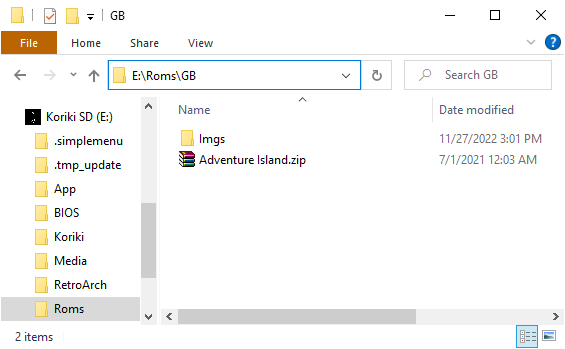 GB
File Home Share View
E:\Roms\GB Search GB
Name Date modified
Koriki SD (E:)
.simplemenu
.tmp_update
App
BIOS
Koriki
Media
RetroArch
Roms
Imgs 11/27/2022 3:01 PM
Adventure Island.zip 7/1/2021 12:03 AM
2 items